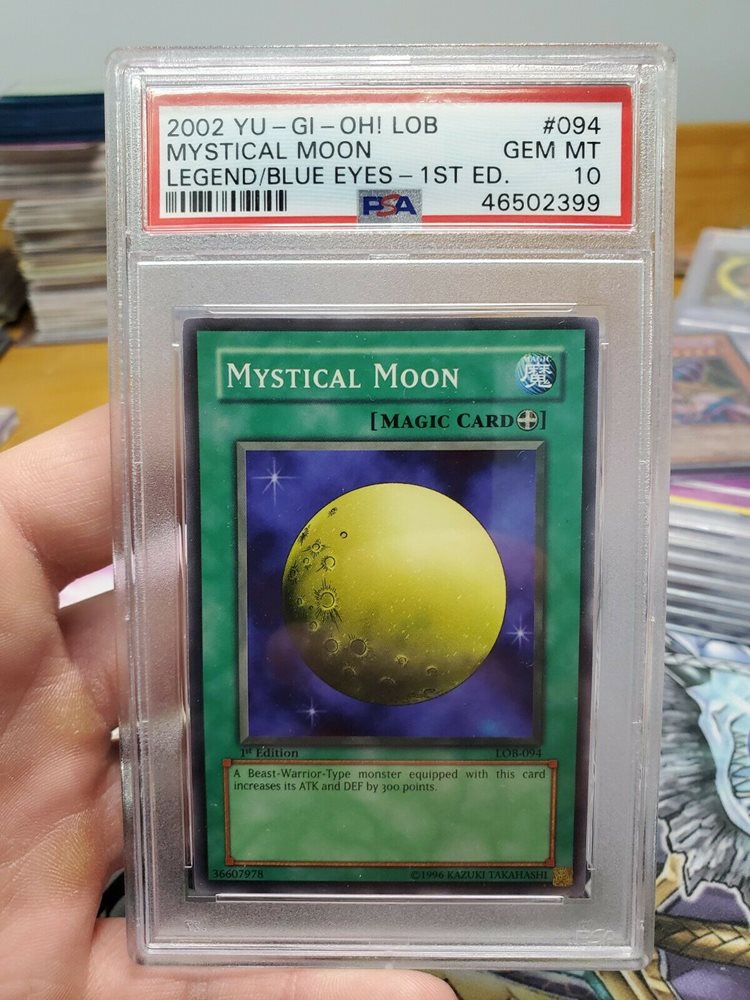 2002 YU-GI-OH! LOB #094
MYSTICAL MOON GEM MT
LEGEND/BLUE EYES-1ST ED. 10
PSA 46502399
MYSTICAL MOON
MAGIC
魔
[MAGIC CARD]
1st Edition LOB-094
A Beast-Warrior-Type monster equipped with this card
increases its ATK and DEF by 300 points.
36607978 ©1996 KAZUKI TAKAHASHI